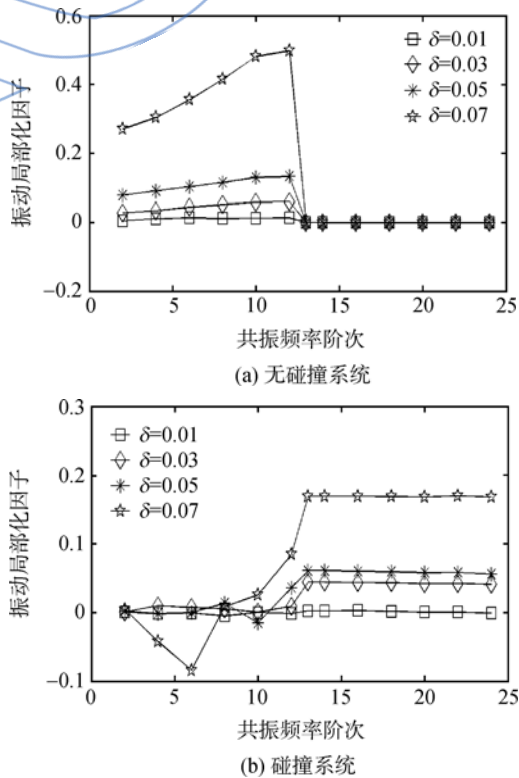 0.6
0.4
0.2
0
−0.2
振动局部化因子
δ=0.01
δ=0.03
δ=0.05
δ=0.07
0 5 10 15 20 25
共振频率阶次
(a) 无碰撞系统
0.3
0.2
0.1
0
−0.1
振动局部化因子
δ=0.01
δ=0.03
δ=0.05
δ=0.07
0 5 10 15 20 25
共振频率阶次
(b) 碰撞系统